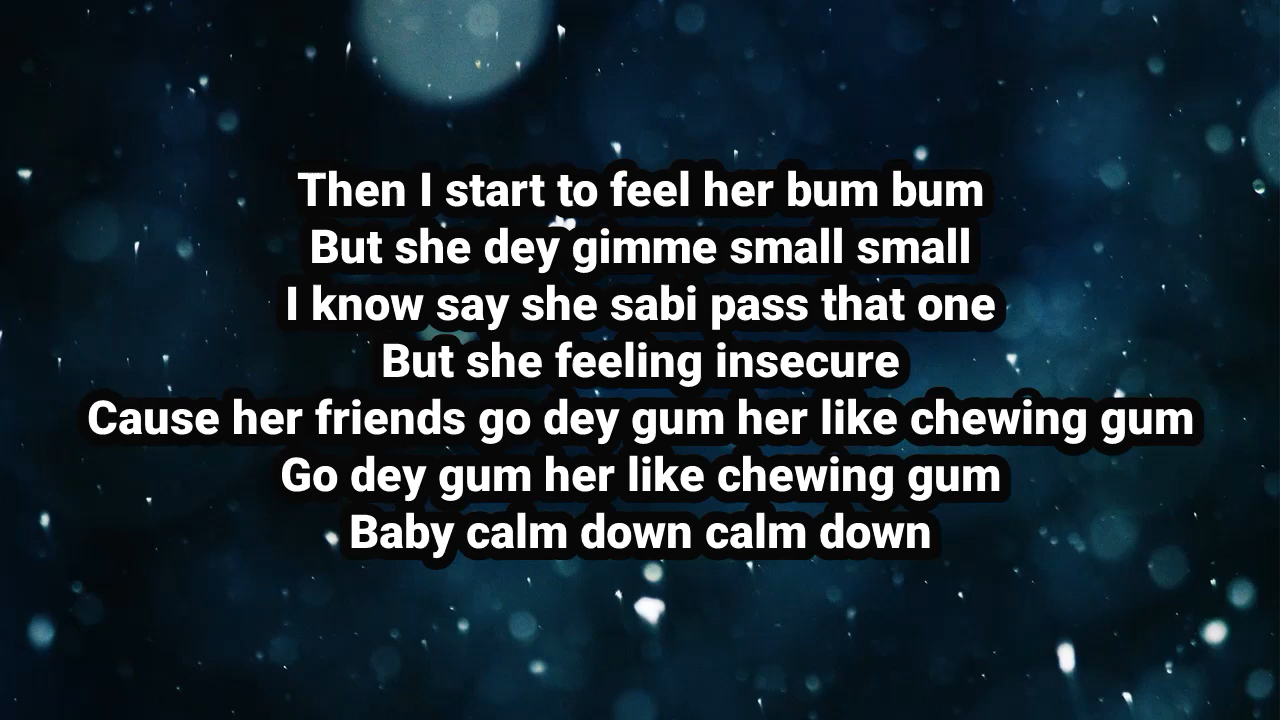 Then I start to feel her bum bum
But she dey gimme small small
I know say she sabi pass that one
But she feeling insecure
Cause her friends go dey gum her like chewing gum
Go dey gum her like chewing gum
Baby calm down calm down